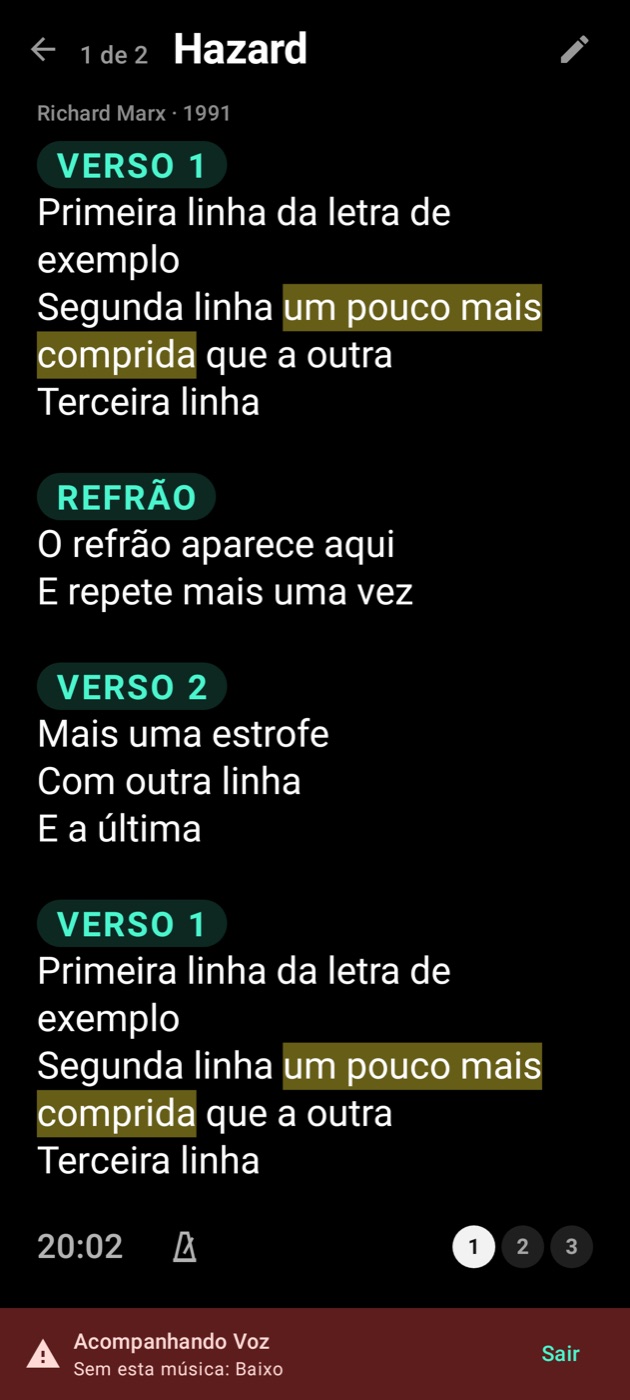 1 de 2 Hazard
Richard Marx · 1991
VERSO 1
Primeira linha da letra de
exemplo
Segunda linha um pouco mais
comprida que a outra
Terceira linha
REFRÃO
O refrão aparece aqui
E repete mais uma vez
VERSO 2
Mais uma estrofe
Com outra linha
E a última
VERSO 1
Primeira linha da letra de
exemplo
Segunda linha um pouco mais
comprida que a outra
Terceira linha
20:02 1 2 3
Acompanhando Voz
Sem esta música: Baixo
Sair